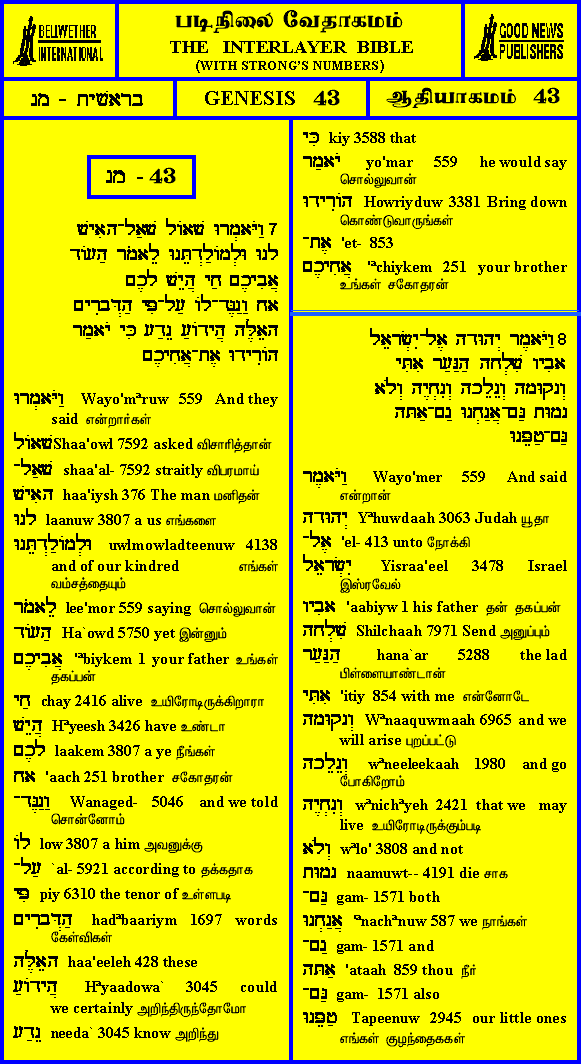 BELLWETHER
INTERNATIONAL
படிநிலை வேதாகமம்
THE INTERLAYER BIBLE
(WITH STRONG'S NUMBERS)
GOOD NEWS
PUBLISHERS
בראשית - מג
GENESIS 43
ஆதியாகமம் 43
מג - 43
7 וַיֹּאמְרוּ שָׁאוֹל שָׁאַל־הָאִישׁ
לָנוּ וּלְמוֹלַדְתֵּנוּ לֵאמֹר הַעוֹד
אֲבִיכֶם חַי הֲיֵשׁ לָכֶם
אָח וַנַּגֶּד־לוֹ עַל־פִּי הַדְּבָרִים
הָאֵלֶּה הֲיָדוֹעַ נֵדַע כִּי יֹאמַר
הוֹרִידוּ אֶת־אֲחִיכֶם
וַיֹּאמְרוּ Wayo'mªruw 559 And they
said என்றார்கள்
שָׁאוֹל Shaa'owl 7592 asked விசாரித்தான்
שָׁאַל־ shaa'al- 7592 straitly விபரமாய்
הָאִישׁ haa'iysh 376 The man மனிதன்
לָנוּ laanuw 3807 a us எங்களை
וּלְמוֹלַדְתֵּנוּ uwlmowladteenuw 4138
and of our kindred எங்கள்
வம்சத்தையும்
לֵאמֹר lee'mor 559 saying சொல்லுவான்
הַעוֹד Ha`owd 5750 yet இன்னும்
אֲבִיכֶם 'ªbiykem 1 your father உங்கள்
தகப்பன்
חַי chay 2416 alive உயிரோடிருக்கிறாரா
הֲיֵשׁ Hªyeesh 3426 have உண்டா
לָכֶם laakem 3807 a ye நீங்கள்
אָח 'aach 251 brother சகோதரன்
וַנַּגֶּד־ Wanaged- 5046 and we told
சொன்னோம்
לוֹ low 3807 a him அவனுக்கு
עַל־ `al- 5921 according to தக்கதாக
פִּי piy 6310 the tenor of உள்ளபடி
הַדְּבָרִים hadªbaariym 1697 words
கேள்விகள்
הָאֵלֶּה haa'eeleh 428 these
הֲיָדוֹעַ Hªyaadowa` 3045 could
we certainly அறிந்திருந்தோமோ
נֵדַע needa` 3045 know அறிந்து
כִּי kiy 3588 that
יֹאמַר yo'mar 559 he would say
சொல்லுவான்
הוֹרִידוּ Howriyduw 3381 Bring down
கொண்டுவாருங்கள்
אֶת־ 'et- 853
אֲחִיכֶם 'ªchiykem 251 your brother
உங்கள் சகோதரன்
8 וַיֹּאמֶר יְהוּדָה אֶל־יִשְׂרָאֵל
אָבִיו שִׁלְחָה הַנַּעַר אִתִּי
וְנָקוּמָה וְנֵלֵכָה וְנִחְיֶה וְלֹא
נָמוּת גַּם־אֲנַחְנוּ גַם־אַתָּה
גַּם־טַפֵּנוּ
וַיֹּאמֶר Wayo'mer 559 And said
என்றான்
יְהוּדָה Yªhuwdaah 3063 Judah யூதா
אֶל־ 'el- 413 unto நோக்கி
יִשְׂרָאֵל Yisraa'eel 3478 Israel
இஸ்ரவேல்
אָבִיו 'aabiyw 1 his father தன் தகப்பன்
שִׁלְחָה Shilchaah 7971 Send அனுப்பும்
הַנַּעַר hana`ar 5288 the lad
பிள்ளையாண்டான்
אִתִּי 'itiy 854 with me என்னோடே
וְנָקוּמָה Wªnaaquwmaah 6965 and we
will arise புறப்பட்டு
וְנֵלֵכָה wªneeleekaah 1980 and go
போகிறோம்
וְנִחְיֶה wªnichªyeh 2421 that we may
live உயிரோடிருக்கும்படி
וְלֹא wªlo' 3808 and not
נָמוּת naamuwt-- 4191 die சாக
גַּם־ gam- 1571 both
אֲנַחְנוּ 'ªnachªnuw 587 we நாங்கள்
גַם־ gam- 1571 and
אַתָּה 'ataah 859 thou நீர்
גַּם־ gam- 1571 also
טַפֵּנוּ Tapeenuw 2945 our little ones
எங்கள் குழந்தைகள்